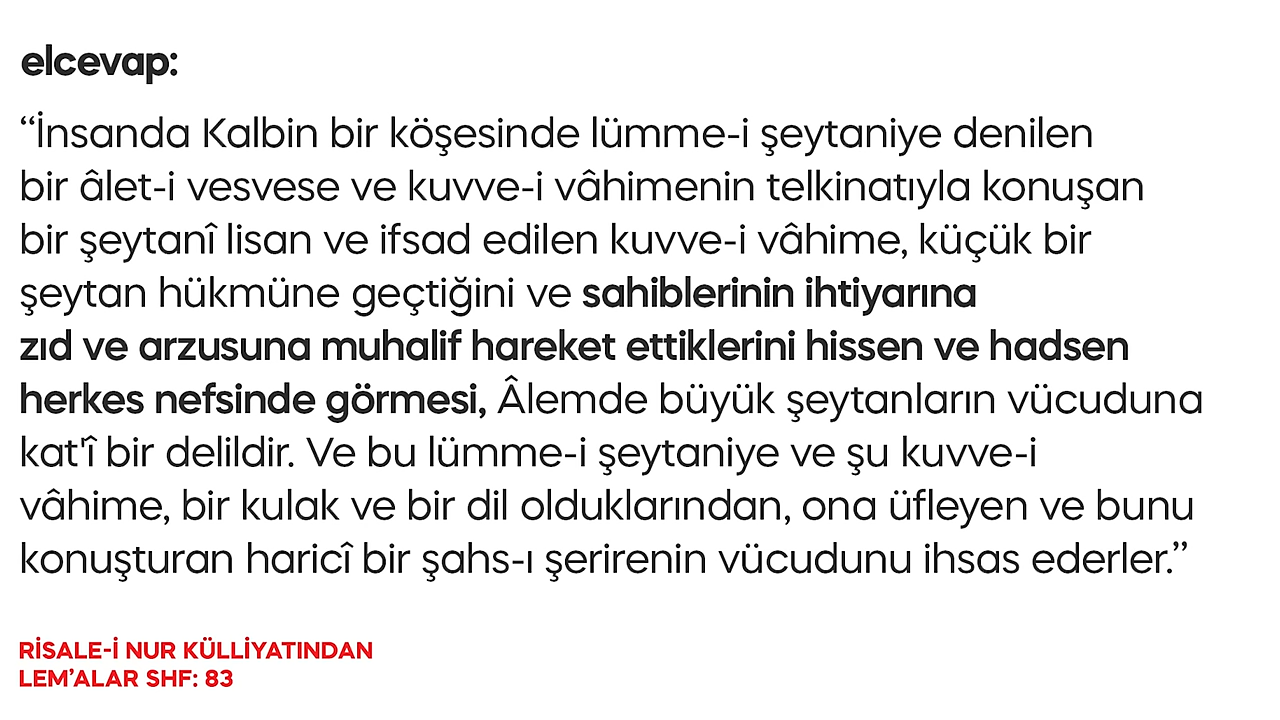 elcevap:
“İnsanda Kalbin bir köşesinde lümme-i şeytaniye denilen
bir âlet-i vesvese ve kuvve-i vâhimenin telkinatıyla konuşan
bir şeytanî lisan ve ifsad edilen kuvve-i vâhime, küçük bir
şeytan hükmüne geçtiğini ve sahiblerinin ihtiyarına
zıd ve arzusuna muhalif hareket ettiklerini hissen ve hadsen
herkes nefsinde görmesi, Âlemde büyük şeytanların vücuduna
kat'î bir delildir. Ve bu lümme-i şeytaniye ve şu kuvve-i
vâhime, bir kulak ve bir dil olduklarından, ona üfleyen ve bunu
konuşturan haricî bir şahs-ı şerirenin vücudunu ihsas ederler.”
RİSALE-İ NUR KÜLLİYATINDAN
LEM’ALAR SHF: 83